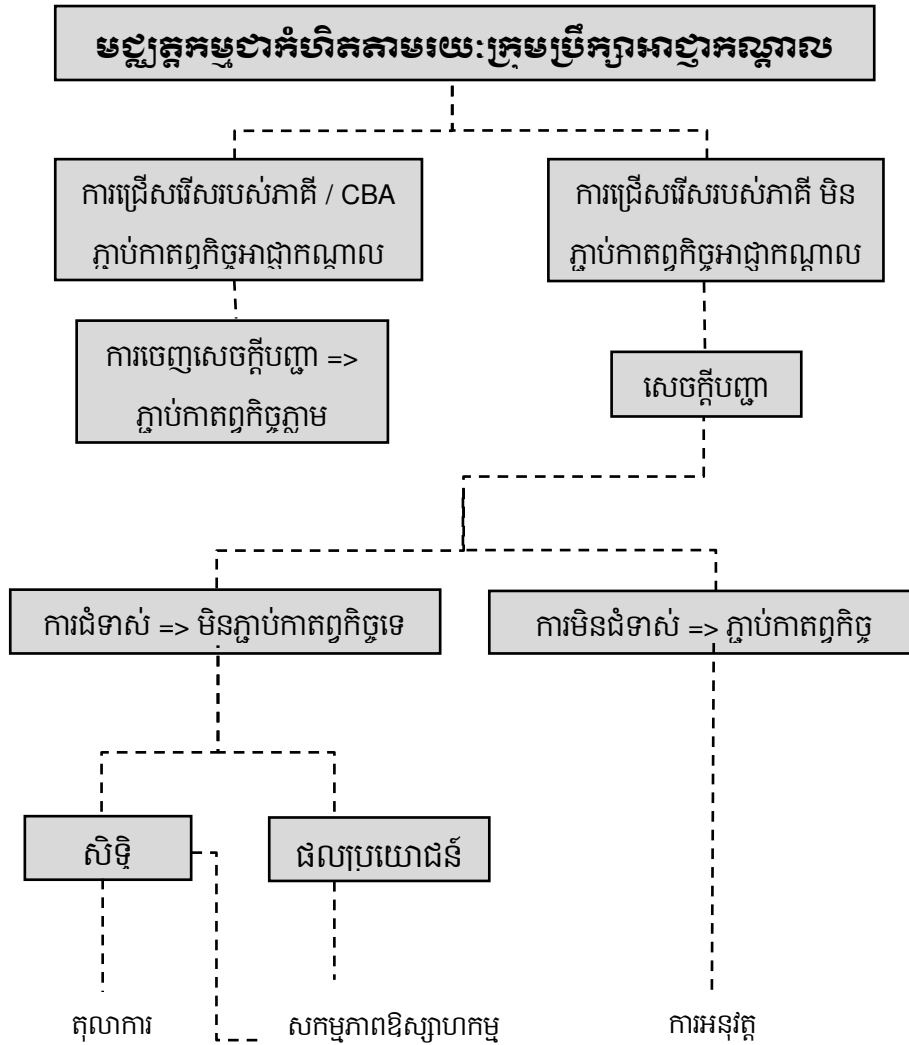 មជ្ឈត្តកម្មជាកំហិតតាមរយៈក្រុមប្រឹក្សាអាជ្ញាកណ្តាល
ការជ្រើសរើសរបស់ភាគី / CBA
ភ្ជាប់កាតព្វកិច្ចអាជ្ញាកណ្តាល
ការជ្រើសរើសរបស់ភាគី មិន
ភ្ជាប់កាតព្វកិច្ចអាជ្ញាកណ្តាល
ការចេញសេចក្តីបញ្ជា =>
ភ្ជាប់កាតព្វកិច្ចភ្លាម
សេចក្តីបញ្ជា
ការជំទាស់ => មិនភ្ជាប់កាតព្វកិច្ចទេ
ការមិនជំទាស់ => ភ្ជាប់កាតព្វកិច្ច
សិទ្ធិ
ផលប្រយោជន៍
តុលាការ
សកម្មភាពឱស្សាហកម្ម
ការអនុវត្ត